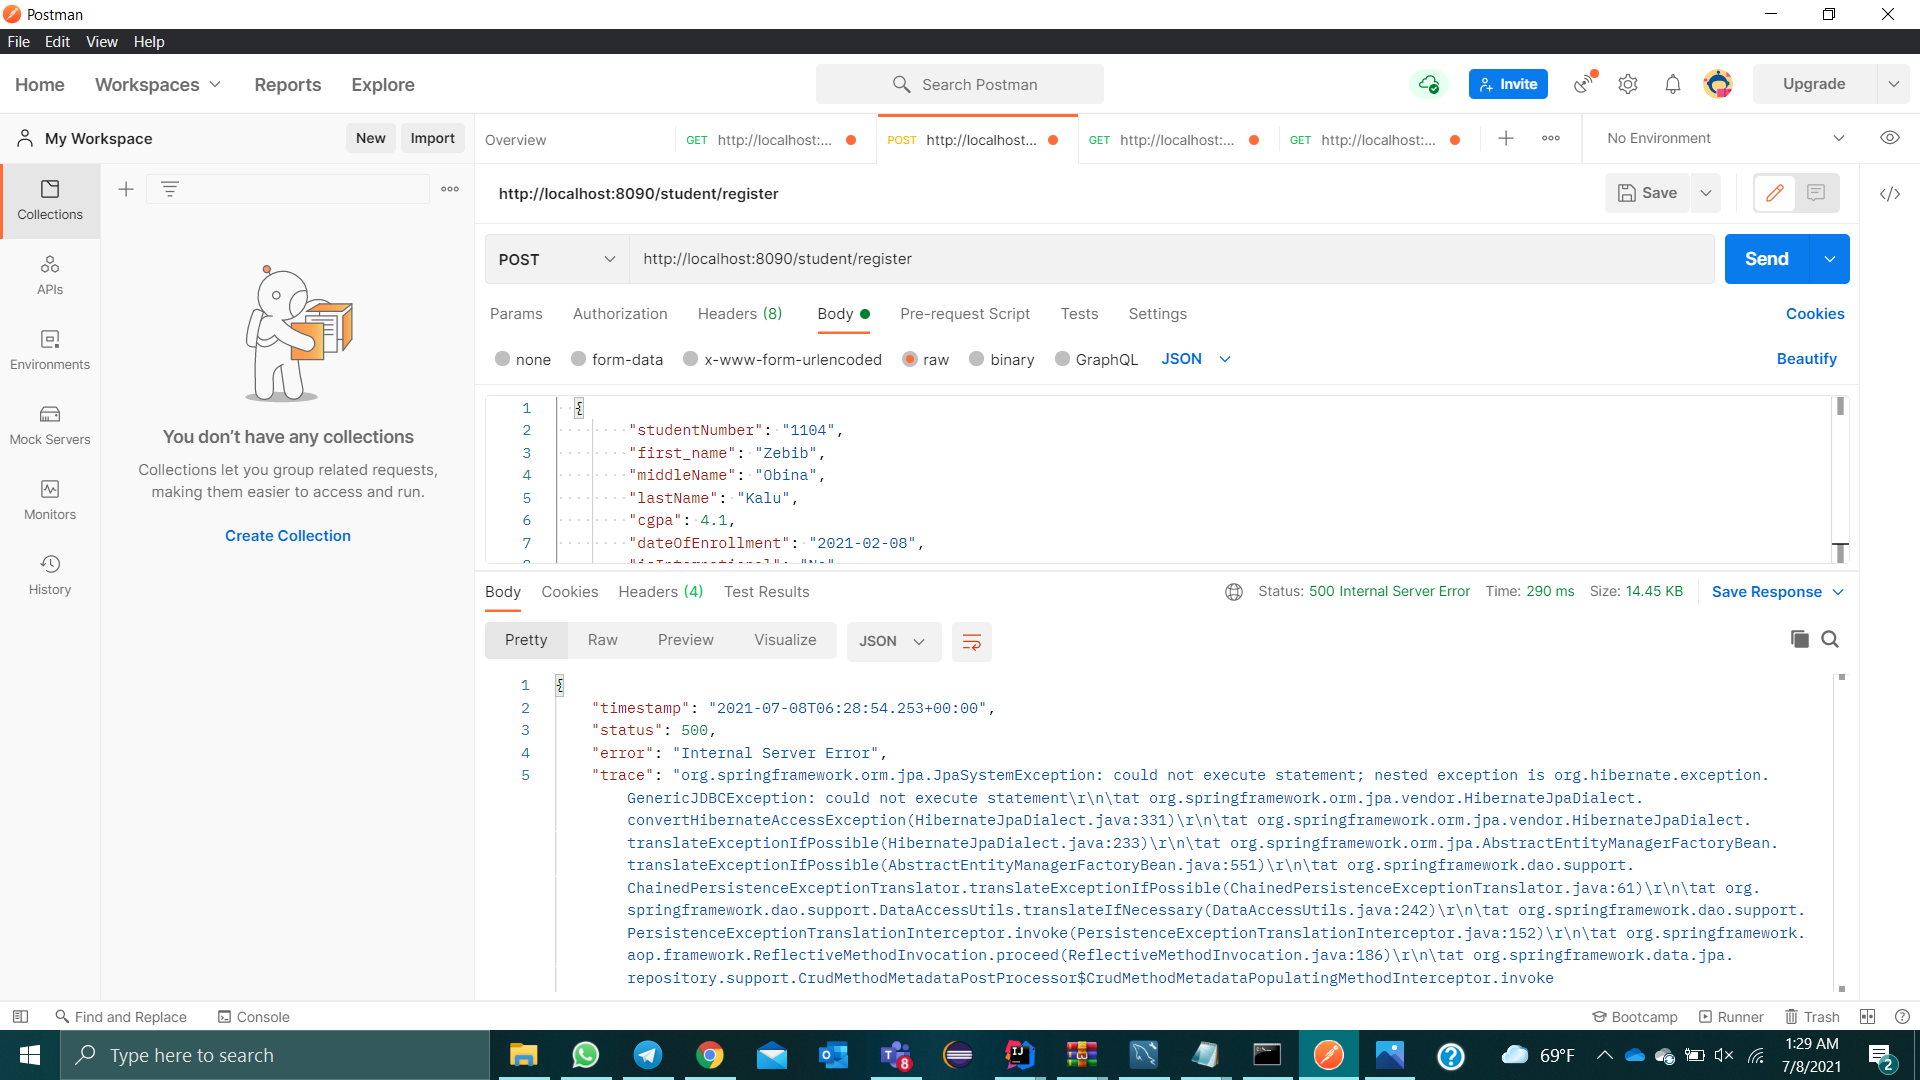 Postman
File Edit View Help
Home Workspaces Reports Explore
Search Postman
Invite
Upgrade
My Workspace
New Import
Overview
GET http://localhost:...
POST http://localhost...
GET http://localhost:...
GET http://localhost:...
No Environment
Collections
APIs
Environments
Mock Servers
Monitors
History
You don't have any collections
Collections let you group related requests,
making them easier to access and run.
Create Collection
http://localhost:8090/student/register
Save
POST http://localhost:8090/student/register
Send
Params Authorization Headers (8) Body Pre-request Script Tests Settings
Cookies
none form-data x-www-form-urlencoded raw binary GraphQL JSON
Beautify
1 {
2 "studentNumber": "1104",
3 "first_name": "Zebib",
4 "middleName": "Obina",
5 "lastName": "Kalu",
6 "cgpa": 4.1,
7 "dateOfEnrollment": "2021-02-08",
8 "isInternational": "No"
Body Cookies Headers (4) Test Results
Status: 500 Internal Server Error Time: 290 ms Size: 14.45 KB Save Response
Pretty Raw Preview Visualize JSON
1 {
2 "timestamp": "2021-07-08T06:28:54.253+00:00",
3 "status": 500,
4 "error": "Internal Server Error",
5 "trace": "org.springframework.orm.jpa.JpaSystemException: could not execute statement; nested exception is org.hibernate.exception.
GenericJDBCException: could not execute statement\r\n\tat org.springframework.orm.jpa.vendor.HibernateJpaDialect.
convertHibernateAccessException(HibernateJpaDialect.java:331)\r\n\tat org.springframework.orm.jpa.vendor.HibernateJpaDialect.
translateExceptionIfPossible(HibernateJpaDialect.java:233)\r\n\tat org.springframework.orm.jpa.AbstractEntityManagerFactoryBean.
translateExceptionIfPossible(AbstractEntityManagerFactoryBean.java:551)\r\n\tat org.springframework.dao.support.
ChainedPersistenceExceptionTranslator.translateExceptionIfPossible(ChainedPersistenceExceptionTranslator.java:61)\r\n\tat org.
springframework.dao.support.DataAccessUtils.translateIfNecessary(DataAccessUtils.java:242)\r\n\tat org.springframework.dao.support.
PersistenceExceptionTranslationInterceptor.invoke(PersistenceExceptionTranslationInterceptor.java:152)\r\n\tat org.springframework.
aop.framework.ReflectiveMethodInvocation.proceed(ReflectiveMethodInvocation.java:186)\r\n\tat org.springframework.data.jpa.
repository.support.CrudMethodMetadataPostProcessor$CrudMethodMetadataPopulatingMethodInterceptor.invoke
Find and Replace Console
Bootcamp Runner Trash
Type here to search
8
69°F
1:29 AM
7/8/2021
2